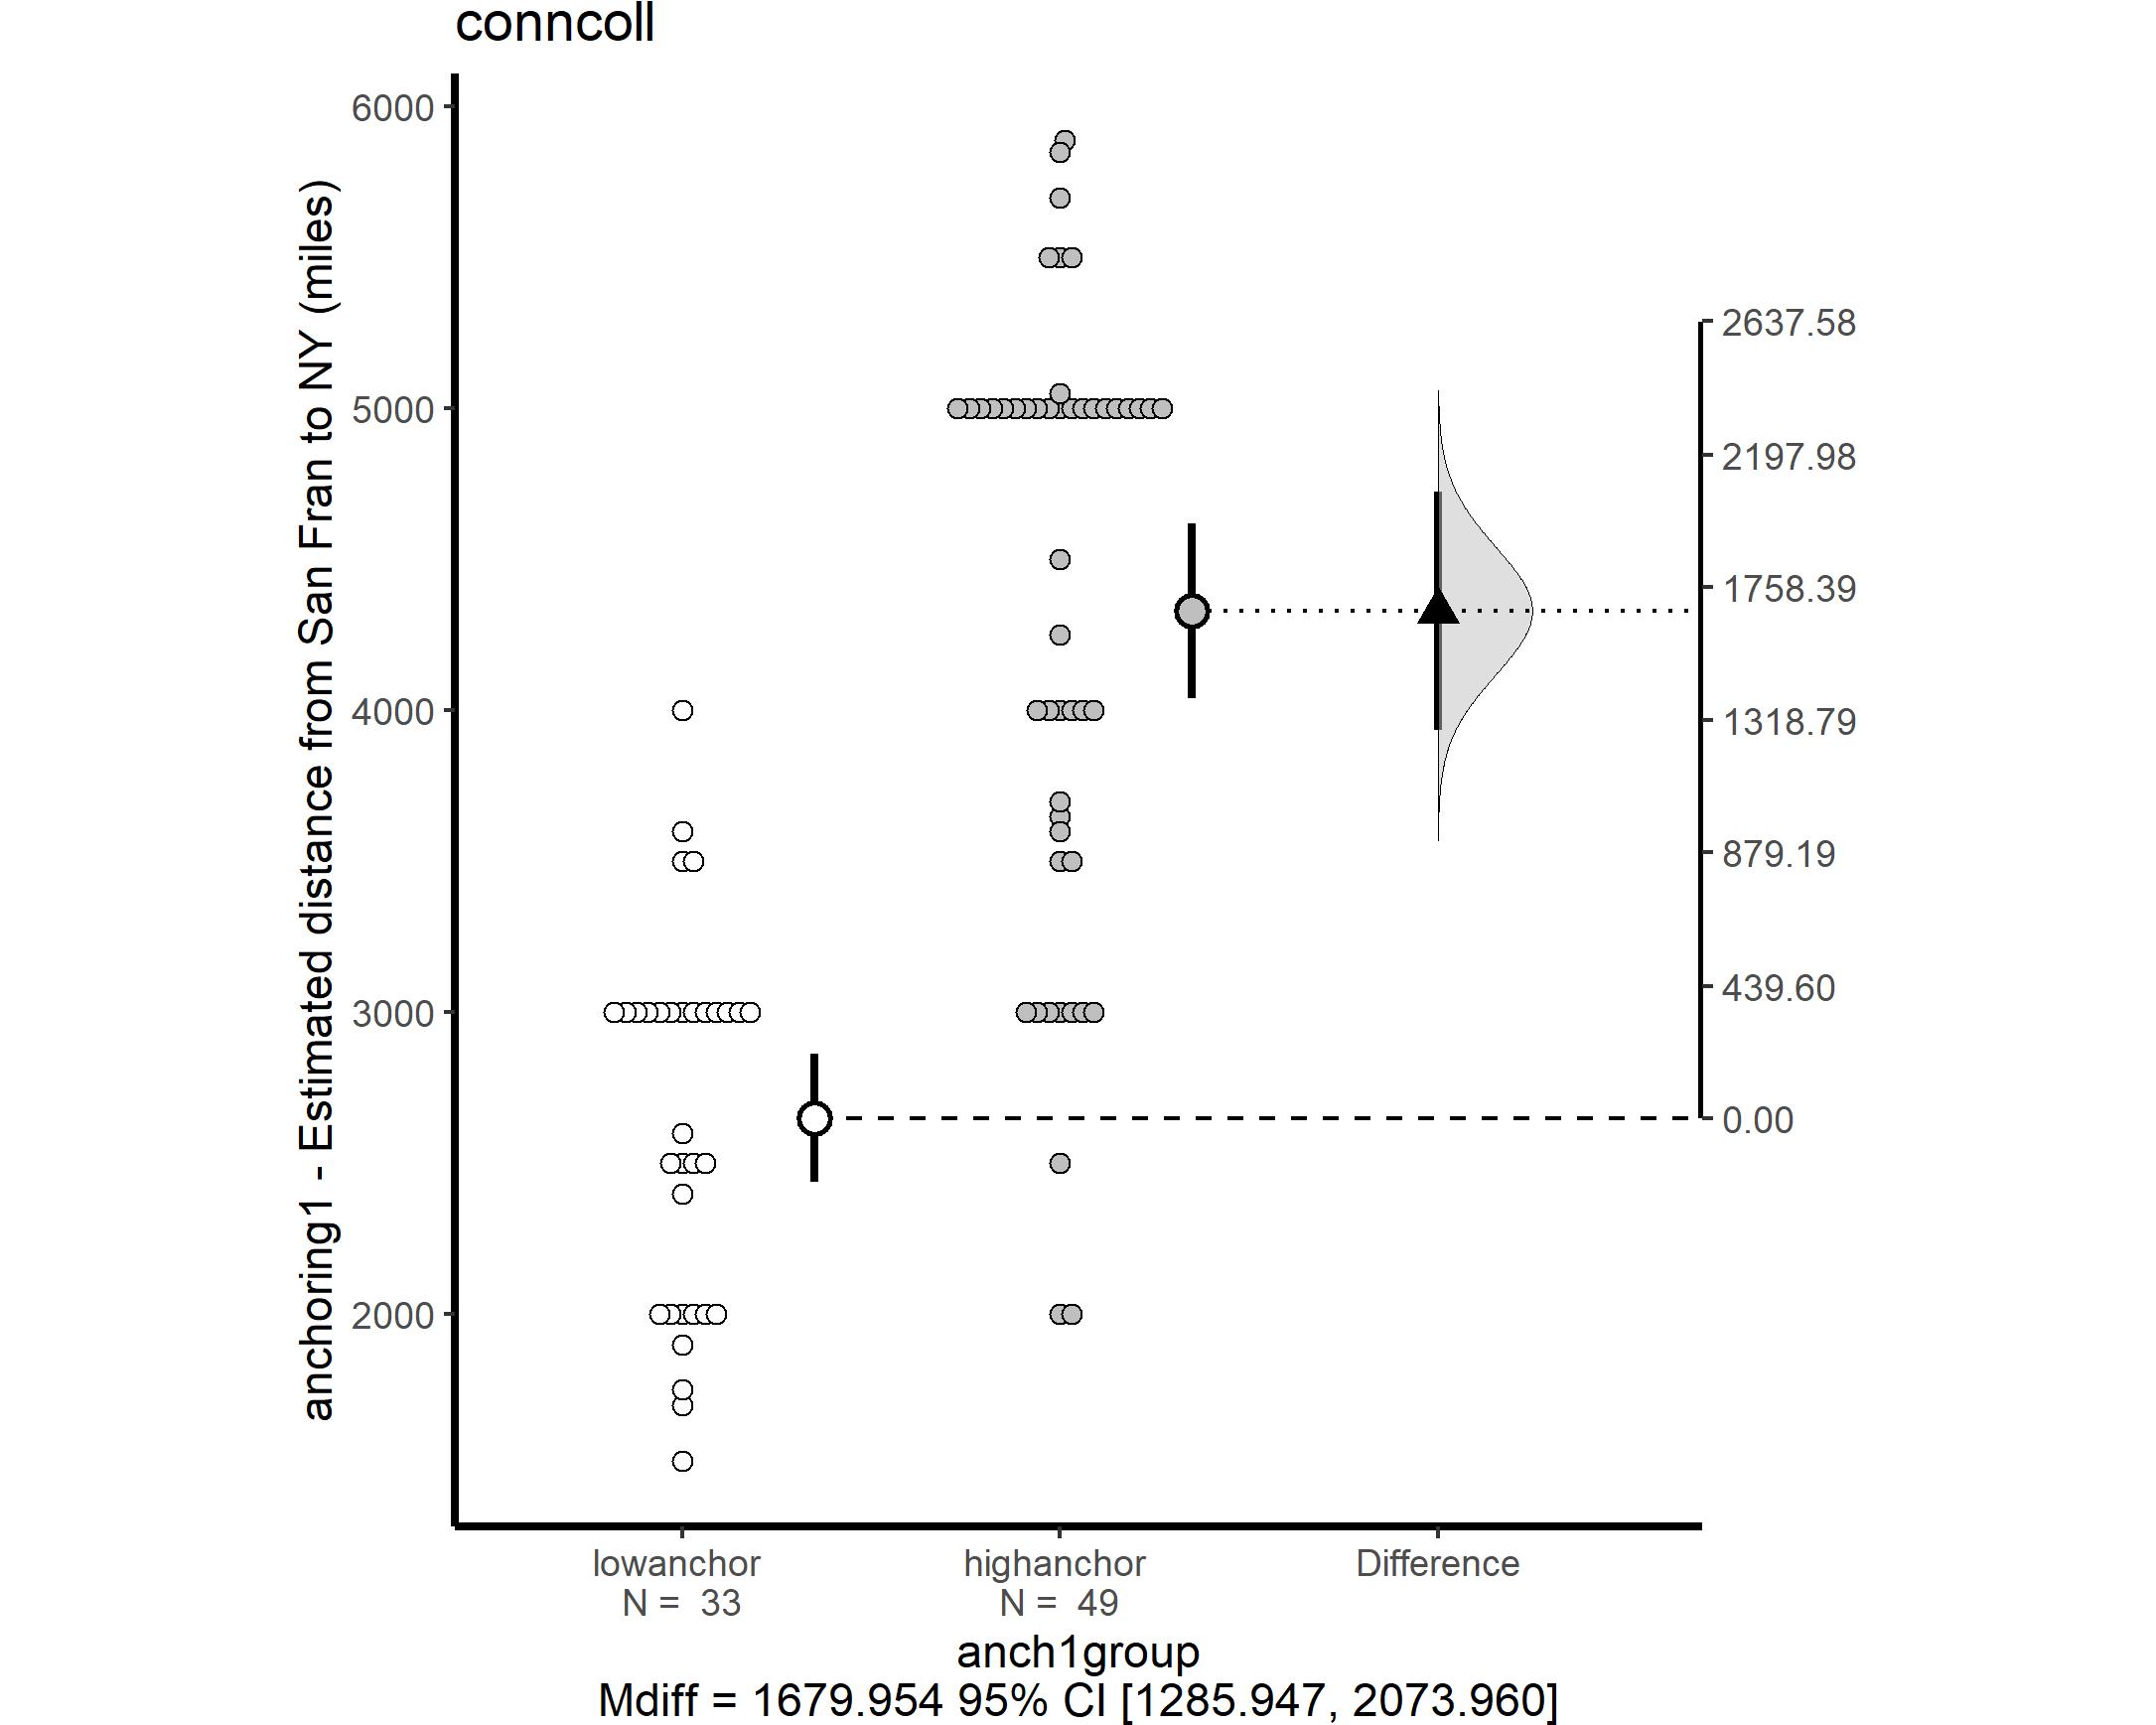 conncoll
anchoring1 - Estimated distance from San Fran to NY (miles)
6000
5000
4000
3000
2000
2637.58
2197.98
1758.39
1318.79
879.19
439.60
0.00
lowanchor
N = 33
highanchor
N = 49
Difference
anch1group
Mdiff = 1679.954 95% CI [1285.947, 2073.960]